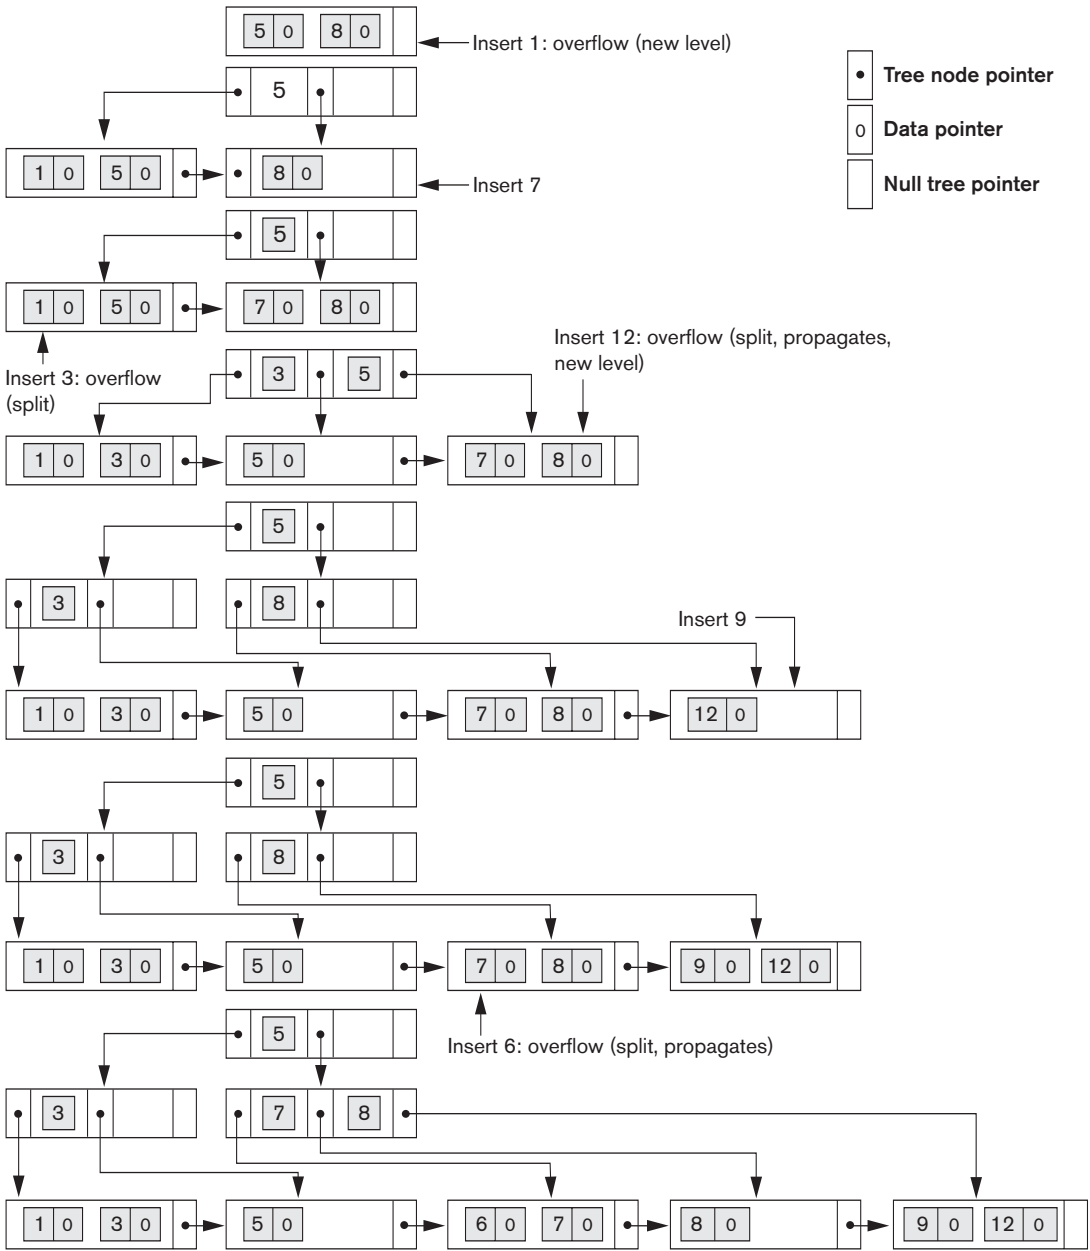 5 0 8 0
Insert 1: overflow (new level)
Tree node pointer
5
0 Data pointer
1 0 5 0 8 0
Insert 7
Null tree pointer
5
1 0 5 0 7 0 8 0
Insert 3: overflow
(split)
Insert 12: overflow (split, propagates,
new level)
3 5
1 0 3 0 5 0 7 0 8 0
5
3 8
Insert 9
1 0 3 0 5 0 7 0 8 0 12 0
5
3 8
1 0 3 0 5 0 7 0 8 0 9 0 12 0
Insert 6: overflow (split, propagates)
5
3 7 8
1 0 3 0 5 0 6 0 7 0 8 0 9 0 12 0